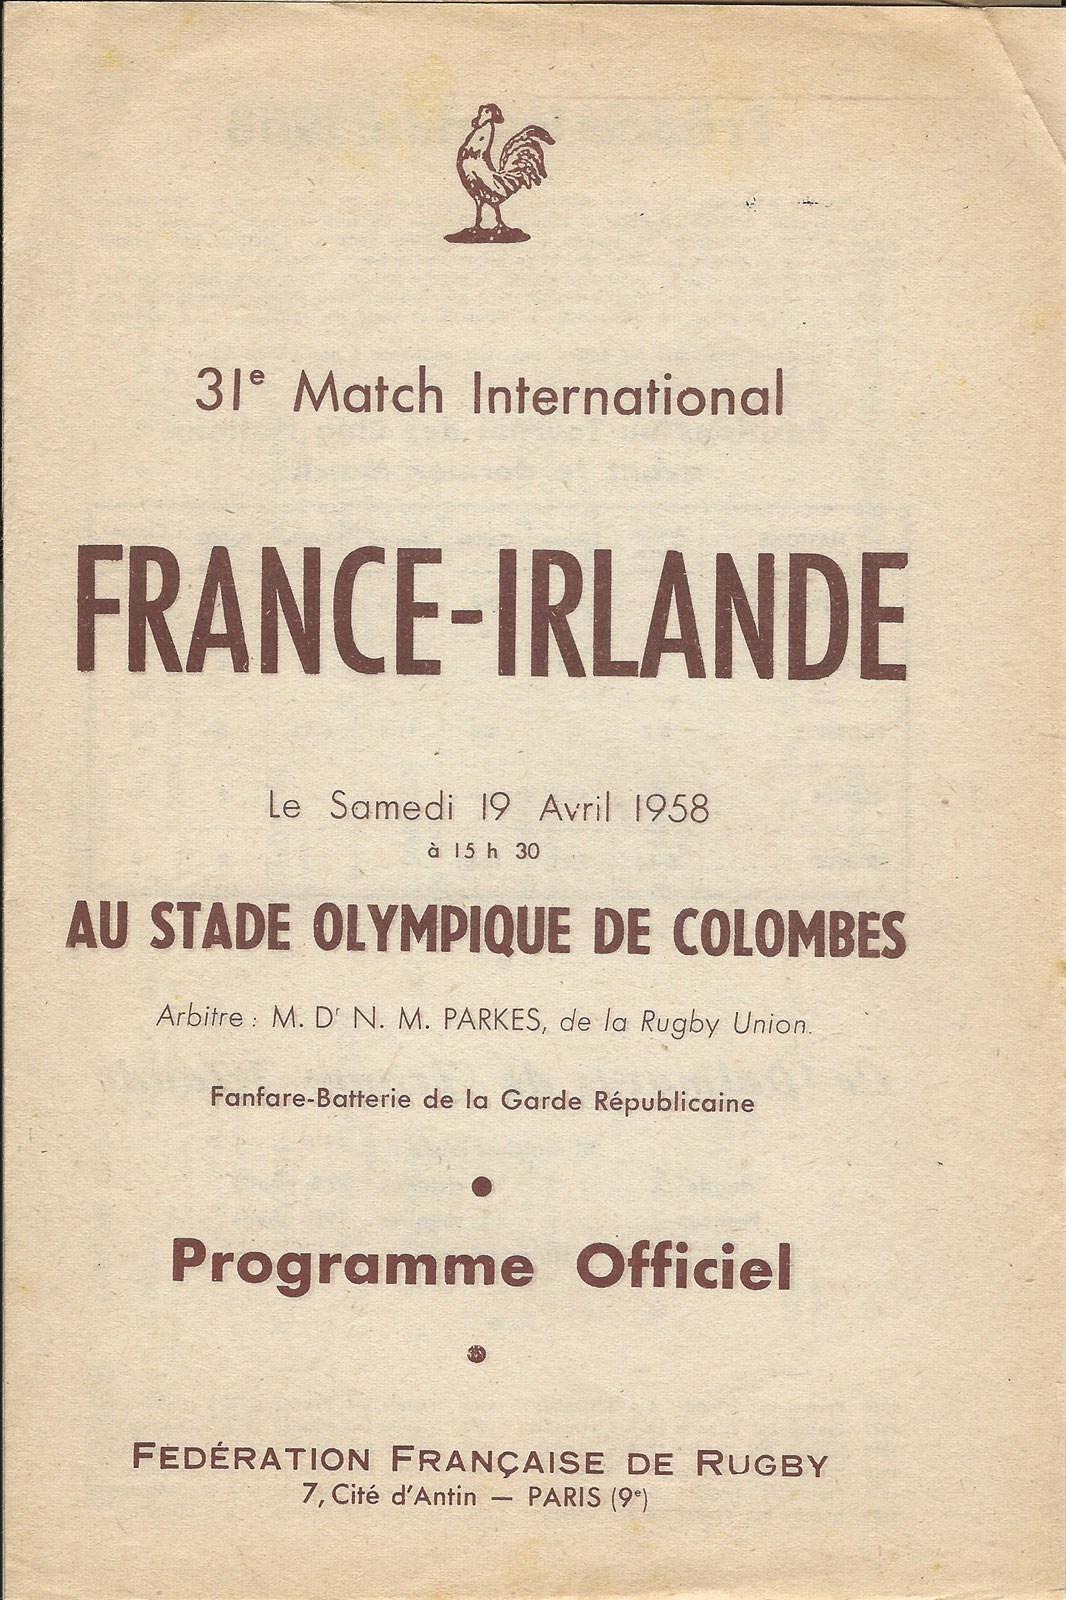 31e Match International
FRANCE-IRLANDE
Le Samedi 19 Avril 1958
à 15 h 30
AU STADE OLYMPIQUE DE COLOMBES
Arbitre : M. Dr N. M. PARKES, de la Rugby Union.
Fanfare-Batterie de la Garde Républicaine
Programme Officiel
FEDÉRATION FRANÇAISE DE RUGBY
7, Cité d'Antin — PARIS (9e)